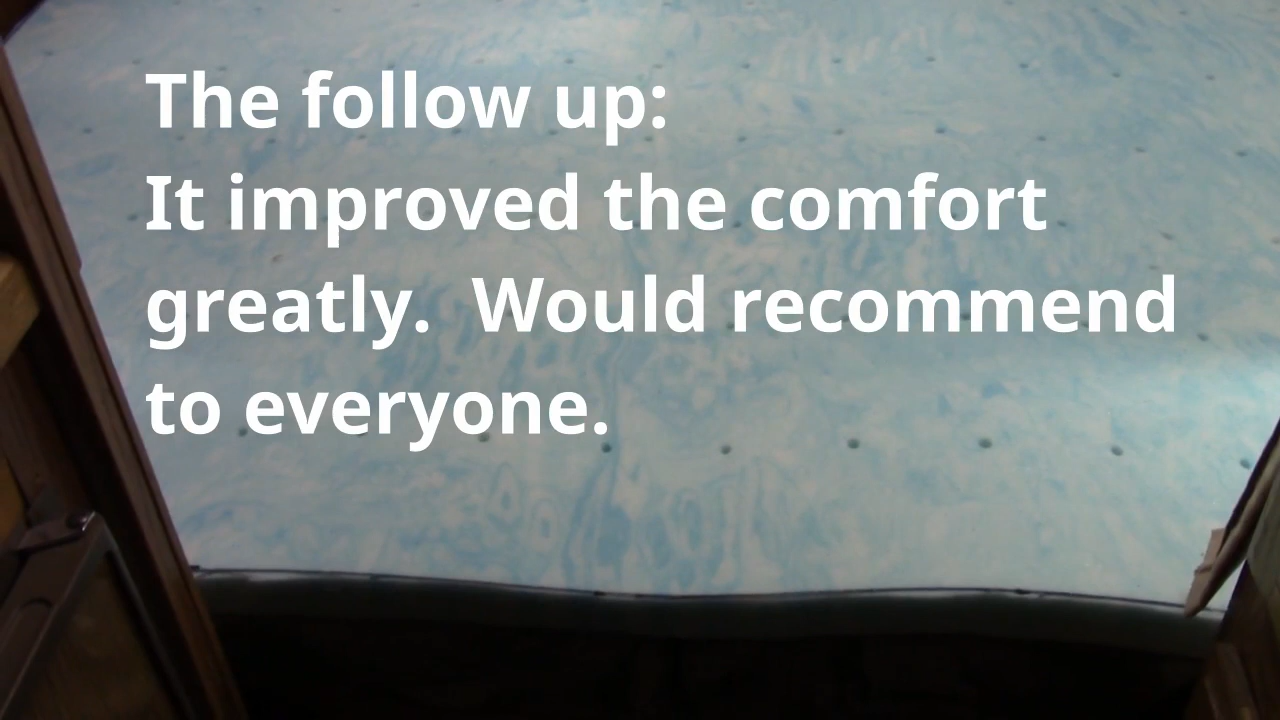 The follow up:
It improved the comfort
greatly.  Would recommend
to everyone.